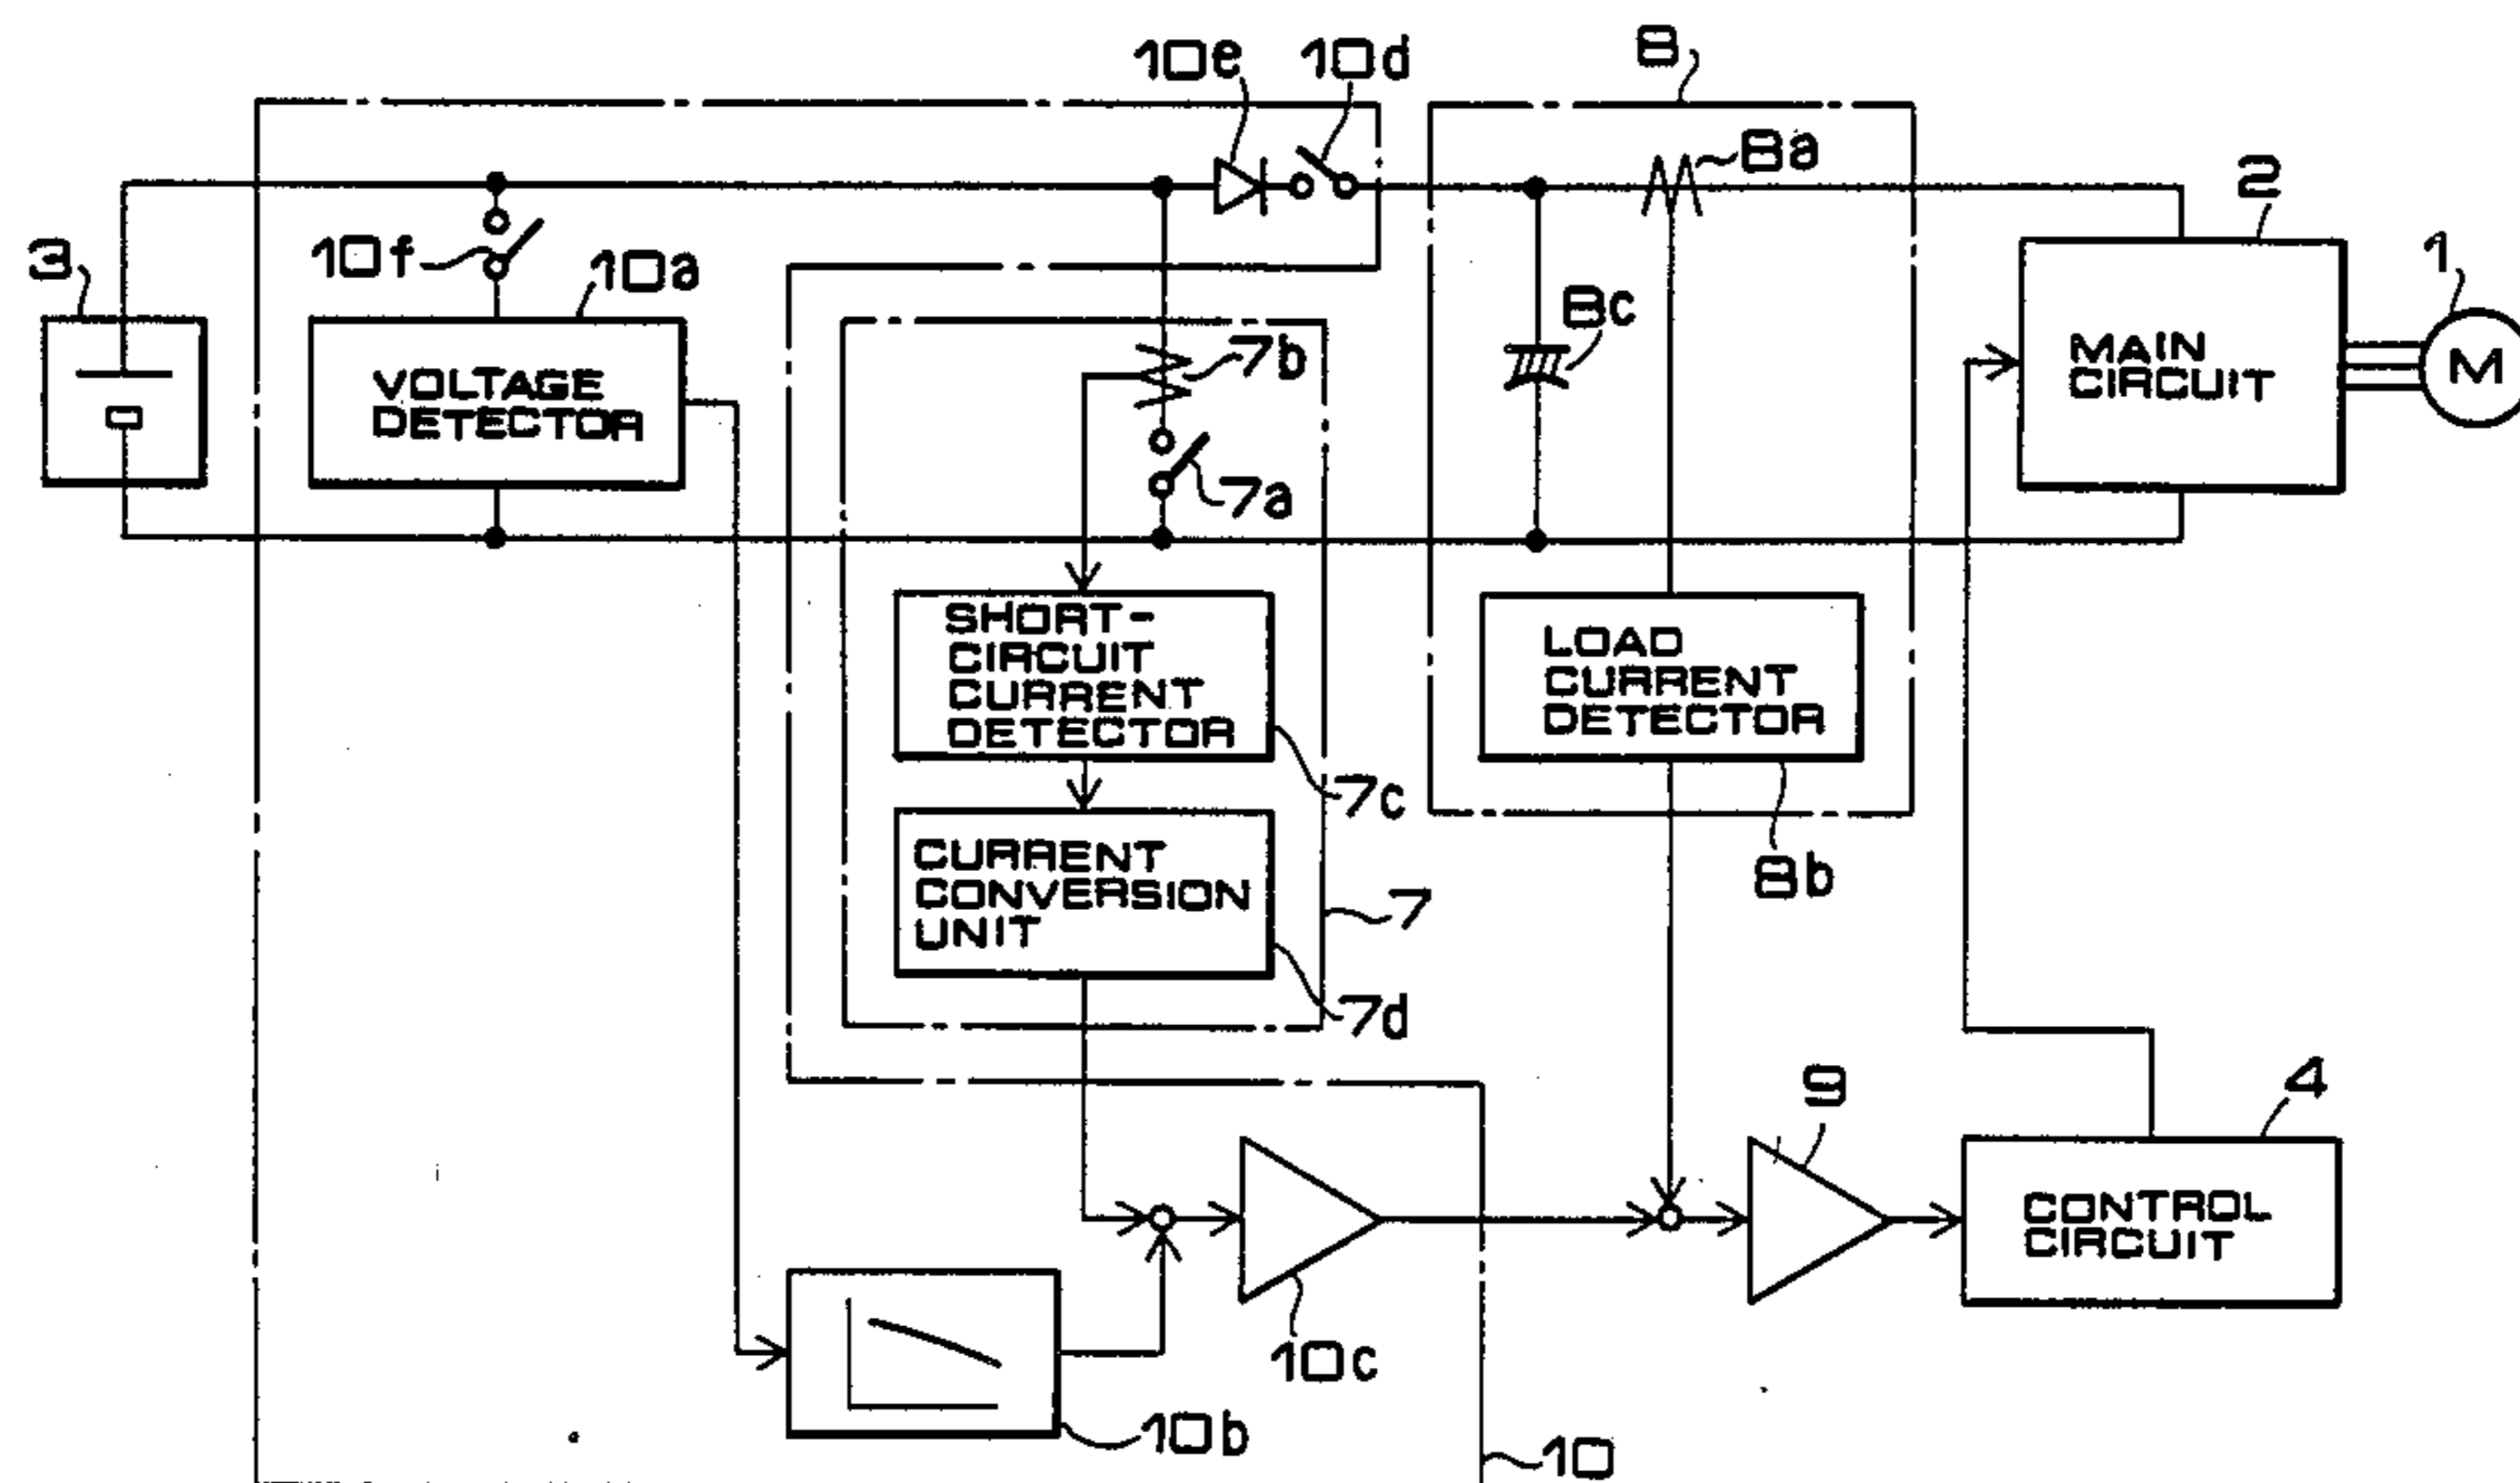 10e 10d 8
8a
2
3 10f 10a 1
8c
VOLTAGE
DETECTOR
7b
MAIN
CIRCUIT
M
7a
SHORT-
CIRCUIT
CURRENT
DETECTOR
LOAD
CURRENT
DETECTOR
7c
CURRENT
CONVERSION
UNIT
8b
7
7d
9 4
CONTROL
CIRCUIT
10c
10b
10